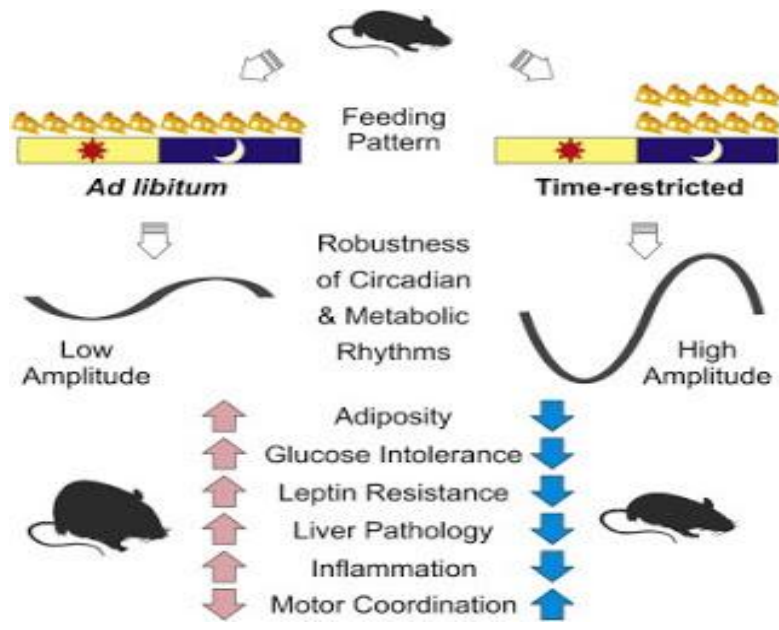 Feeding
Pattern
Ad libitum
Time-restricted
Robustness
of Circadian
& Metabolic
Rhythms
Low
Amplitude
High
Amplitude
Adiposity
Glucose Intolerance
Leptin Resistance
Liver Pathology
Inflammation
Motor Coordination